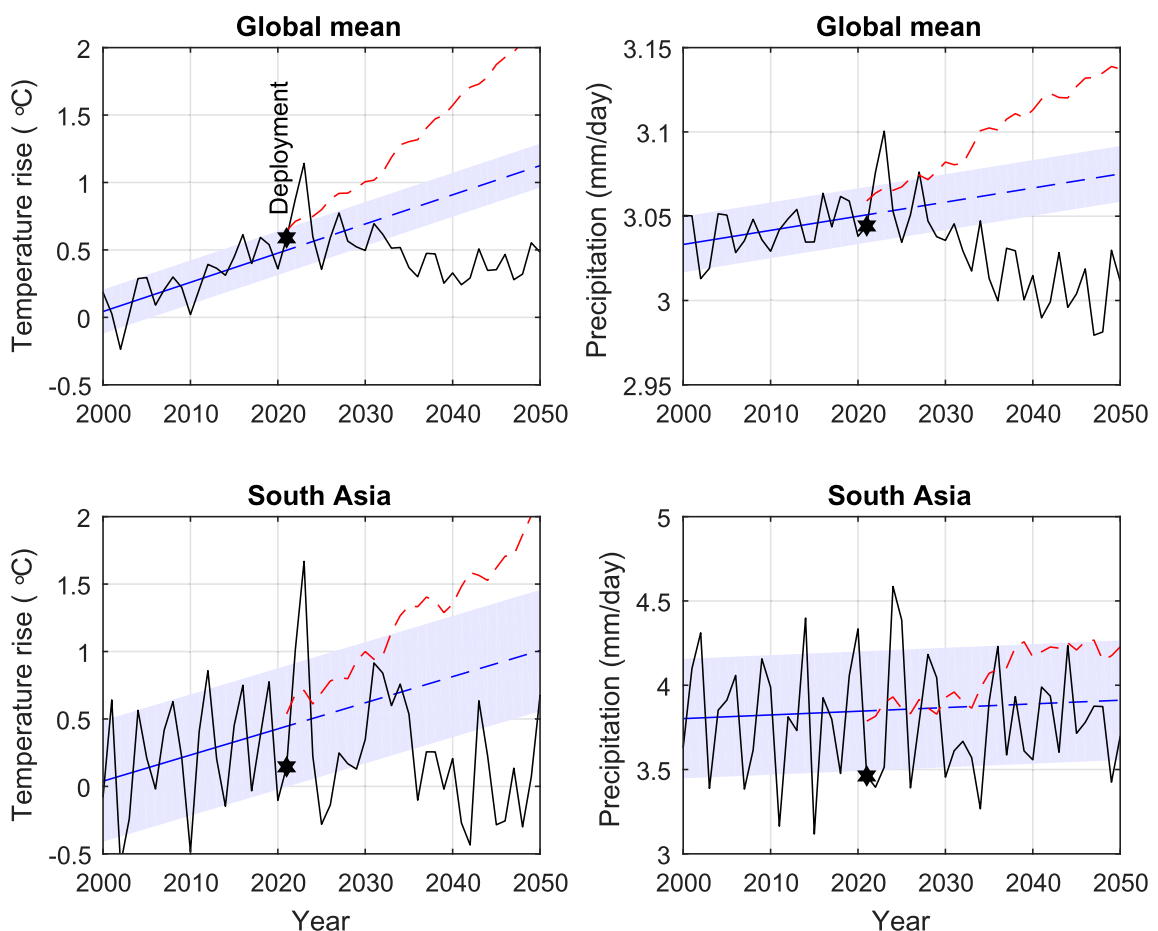 Global mean
Temperature rise ( °C)
2
1.5
1
0.5
0
-0.5
Deployment
2000 2010 2020 2030 2040 2050
Global mean
Precipitation (mm/day)
3.15
3.1
3.05
3
2.95
2000 2010 2020 2030 2040 2050
South Asia
Temperature rise ( °C)
2
1.5
1
0.5
0
-0.5
2000 2010 2020 2030 2040 2050
Year
South Asia
Precipitation (mm/day)
5
4.5
4
3.5
3
2000 2010 2020 2030 2040 2050
Year